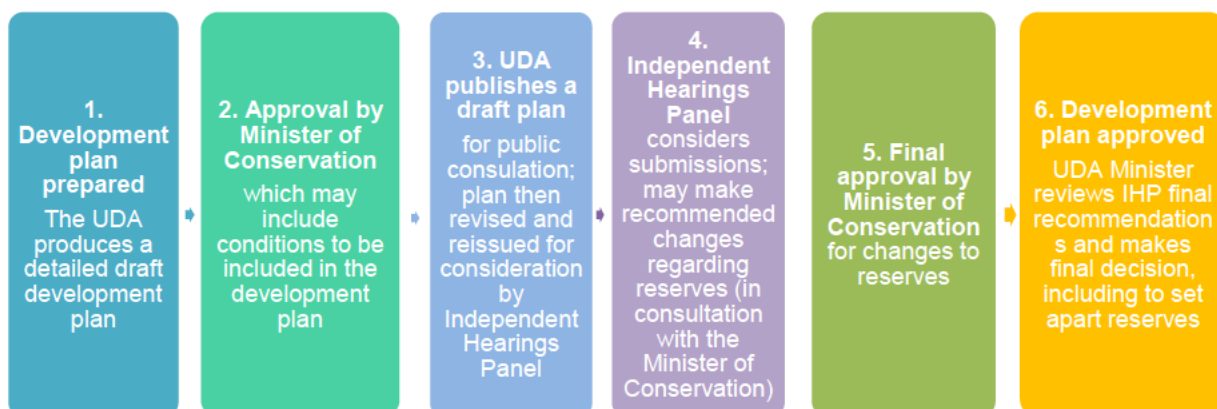 1.
Development
plan
prepared
The UDA
produces a
detailed draft
development
plan
2. Approval by
Minister of
Conservation
which may
include
conditions to be
included in the
development
plan
3. UDA
publishes a
draft plan
for public
consulation;
plan then
revised and
reissued for
consideration
by
Independent
Hearings
Panel
4.
Independent
Hearings
Panel
considers
submissions;
may make
recommended
changes
regarding
reserves (in
consultation
with the
Minister of
Conservation)
5. Final
approval by
Minister of
Conservation
for changes to
reserves
6. Development
plan approved
UDA Minister
reviews IHP final
recommendation
s and makes
final decision,
including to set
apart reserves